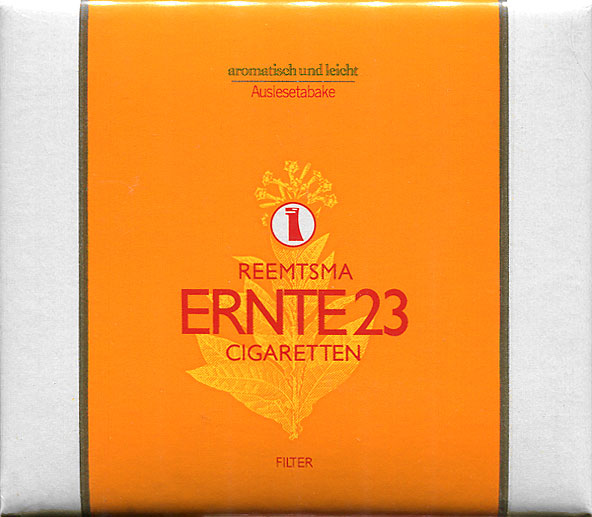 aromatisch und leicht
Auslesetabake
REEMTSMA
ERNTE 23
CIGARETTEN
FILTER